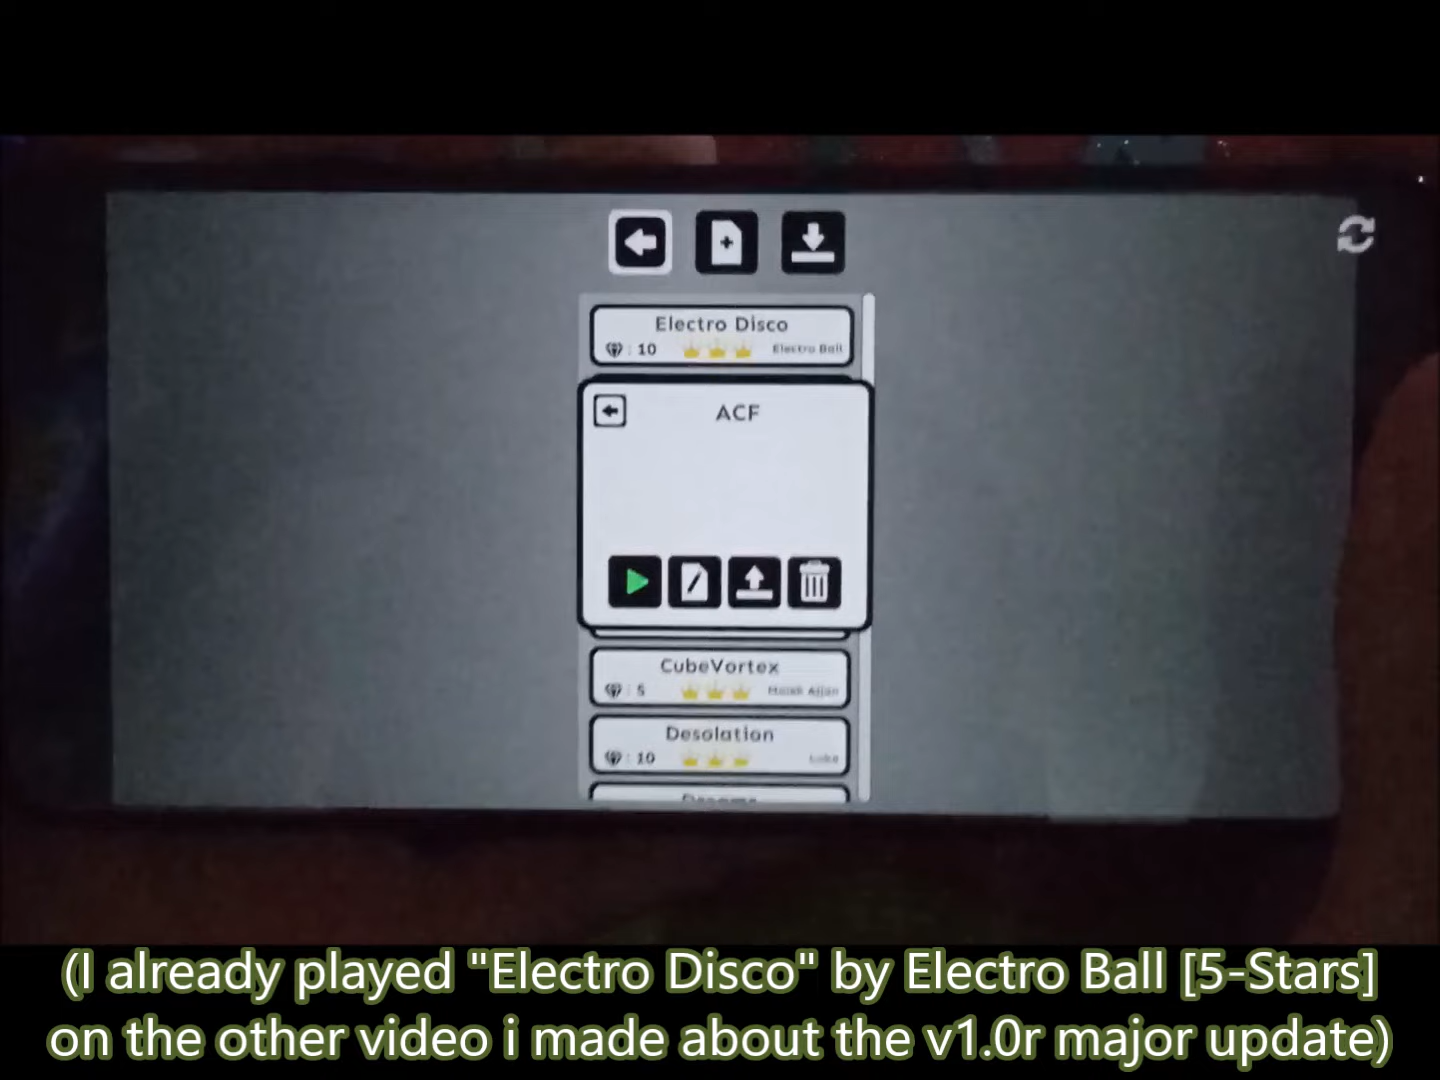 Electro Disco
: 10
Electro Ball
ACF
CubeVortex
: 5
Desolation
: 10
(I already played "Electro Disco" by Electro Ball [5-Stars]
on the other video i made about the v1.0r major update)